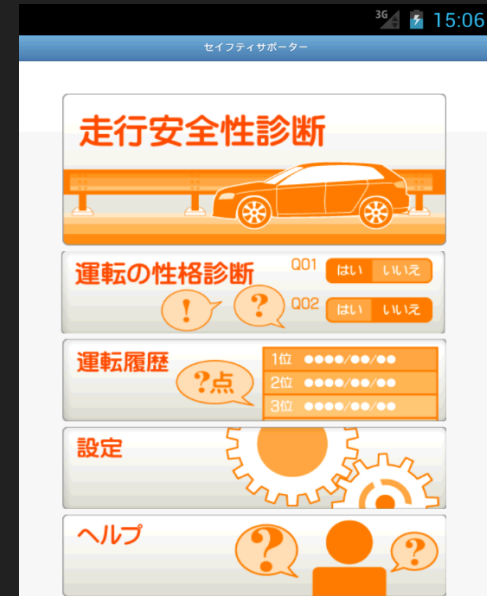 3G 15:06
セイフティサポーター
走行安全性診断
運転の性格診断
Q01 はい いいえ
! ? Q02 はい いいえ
運転履歴
?点
1位 ●●●●/●●/●●
2位 ●●●●/●●/●●
3位 ●●●●/●●/●●
設定
ヘルプ
? ?